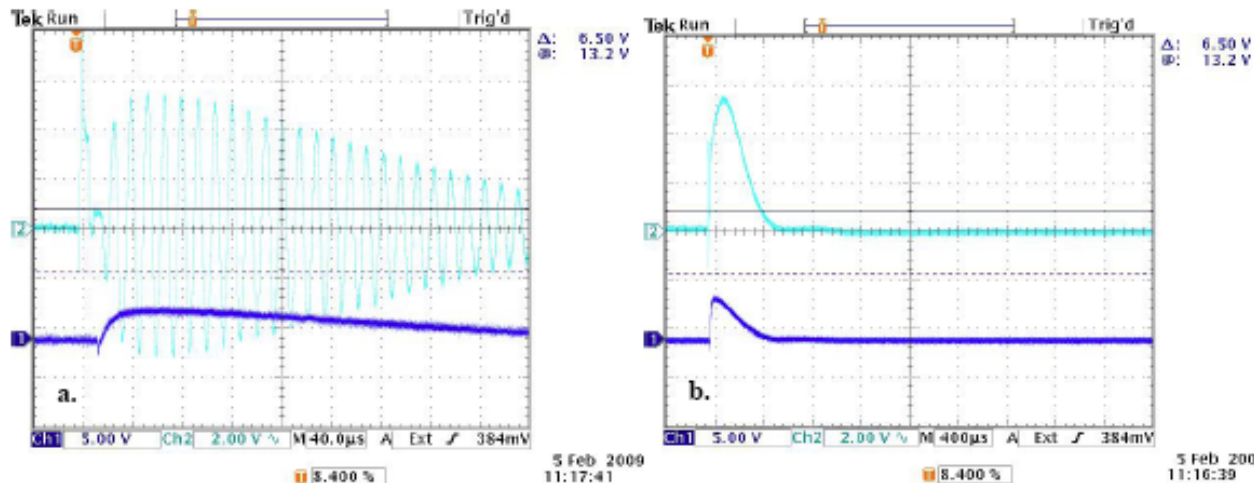 Tek Run Trig'd
T
Δ: 6.50 V
@: 13.2 V
2
1
a.
Ch1 5.00 V Ch2 2.00 V ∿ M 40.0µs A Ext ƒ 384mV
T 8.400 %
5 Feb 2009
11:17:41
Tek Run Trig'd
T
Δ: 6.50 V
@: 13.2 V
2
1
b.
Ch1 5.00 V Ch2 2.00 V ∿ M 400µs A Ext ƒ 384mV
T 8.400 %
5 Feb 200
11:16:39